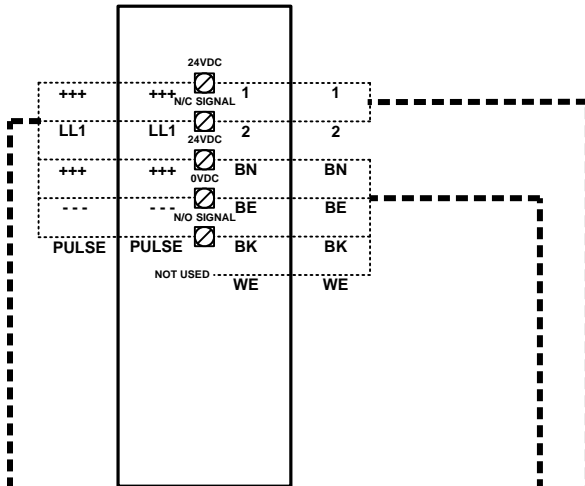 24VDC
+++ +++ 1 1
N/C SIGNAL
LL1 LL1 2 2
24VDC
+++ +++ BN BN
0VDC
--- --- BE BE
N/O SIGNAL
PULSE PULSE BK BK
NOT USED
WE WE